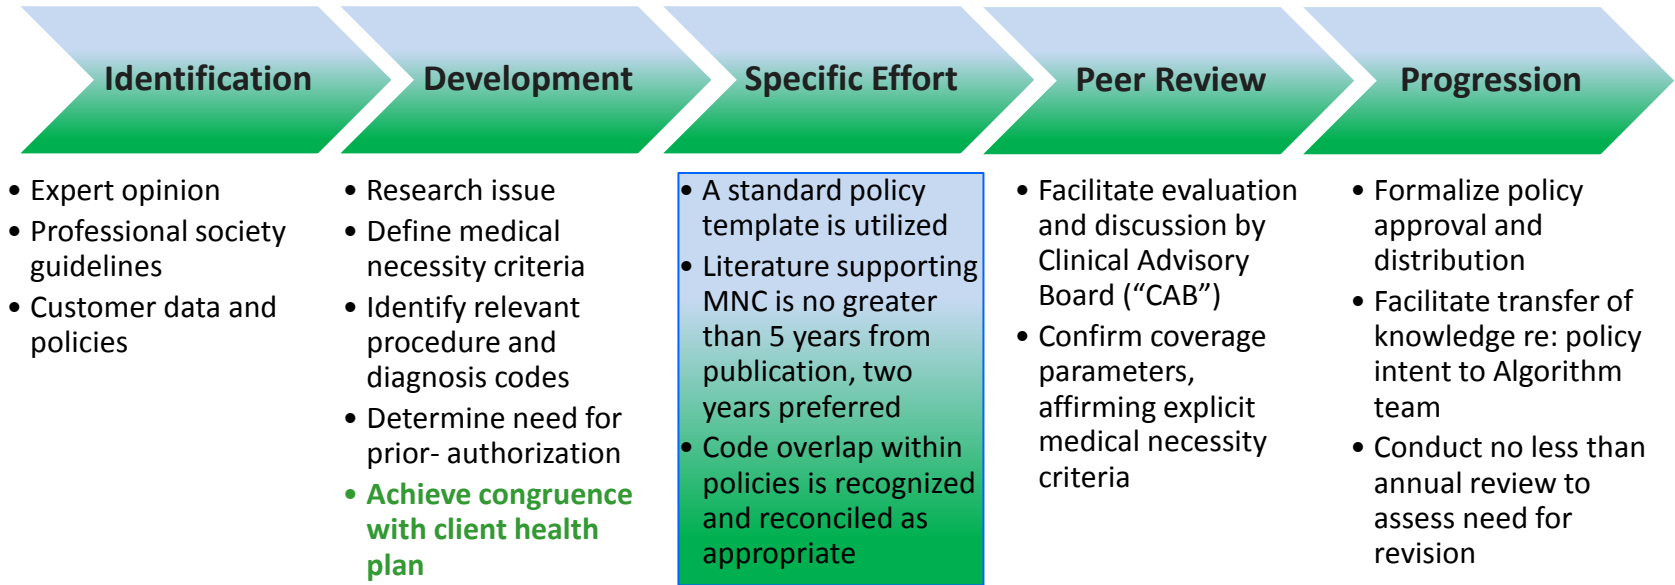 Identification
Development
Specific Effort
Peer Review
Progression
• Expert opinion
• Professional society
guidelines
• Customer data and
policies
• Research issue
• Define medical
necessity criteria
• Identify relevant
procedure and
diagnosis codes
• Determine need for
prior- authorization
• Achieve congruence
with client health
plan
• A standard policy
template is utilized
• Literature supporting
MNC is no greater
than 5 years from
publication, two
years preferred
• Code overlap within
policies is recognized
and reconciled as
appropriate
• Facilitate evaluation
and discussion by
Clinical Advisory
Board (“CAB”)
• Confirm coverage
parameters,
affirming explicit
medical necessity
criteria
• Formalize policy
approval and
distribution
• Facilitate transfer of
knowledge re: policy
intent to Algorithm
team
• Conduct no less than
annual review to
assess need for
revision